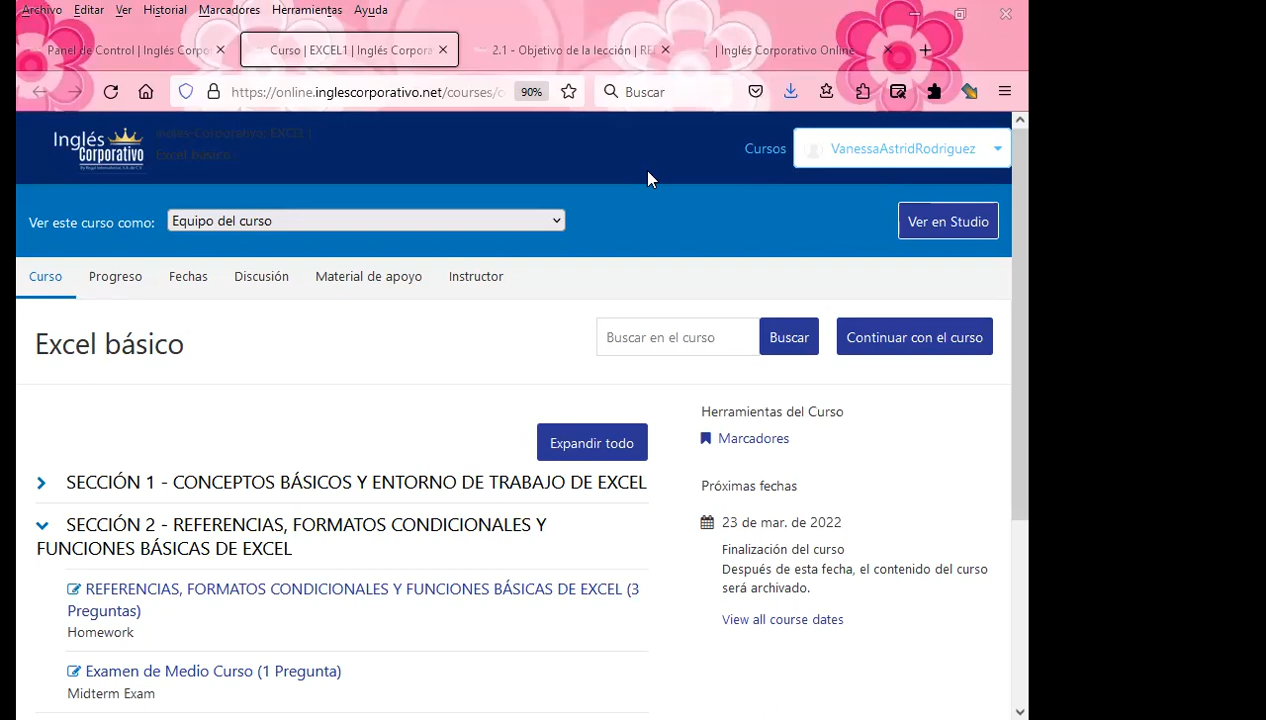 Archivo Editar Ver Historial Marcadores Herramientas Ayuda
Panel de Control | Inglés Corpo
Curso | EXCEL1 | Inglés Corpora
2.1 - Objetivo de la lección | RE
| Inglés Corporativo Online
https://online.inglescorporativo.net/courses/c
90%
Buscar
Inglés
Corporativo
Ingles-Corporativo: EXCEL1
Excel básico
Cursos
VanessaAstridRodriguez
Ver este curso como:
Equipo del curso
Ver en Studio
Curso Progreso Fechas Discusión Material de apoyo Instructor
Excel básico
Buscar en el curso
Buscar
Continuar con el curso
Expandir todo
SECCIÓN 1 - CONCEPTOS BÁSICOS Y ENTORNO DE TRABAJO DE EXCEL
SECCIÓN 2 - REFERENCIAS, FORMATOS CONDICIONALES Y
FUNCIONES BÁSICAS DE EXCEL
REFERENCIAS, FORMATOS CONDICIONALES Y FUNCIONES BÁSICAS DE EXCEL (3
Preguntas)
Homework
Examen de Medio Curso (1 Pregunta)
Midterm Exam
Herramientas del Curso
Marcadores
Próximas fechas
23 de mar. de 2022
Finalización del curso
Después de esta fecha, el contenido del curso
será archivado.
View all course dates